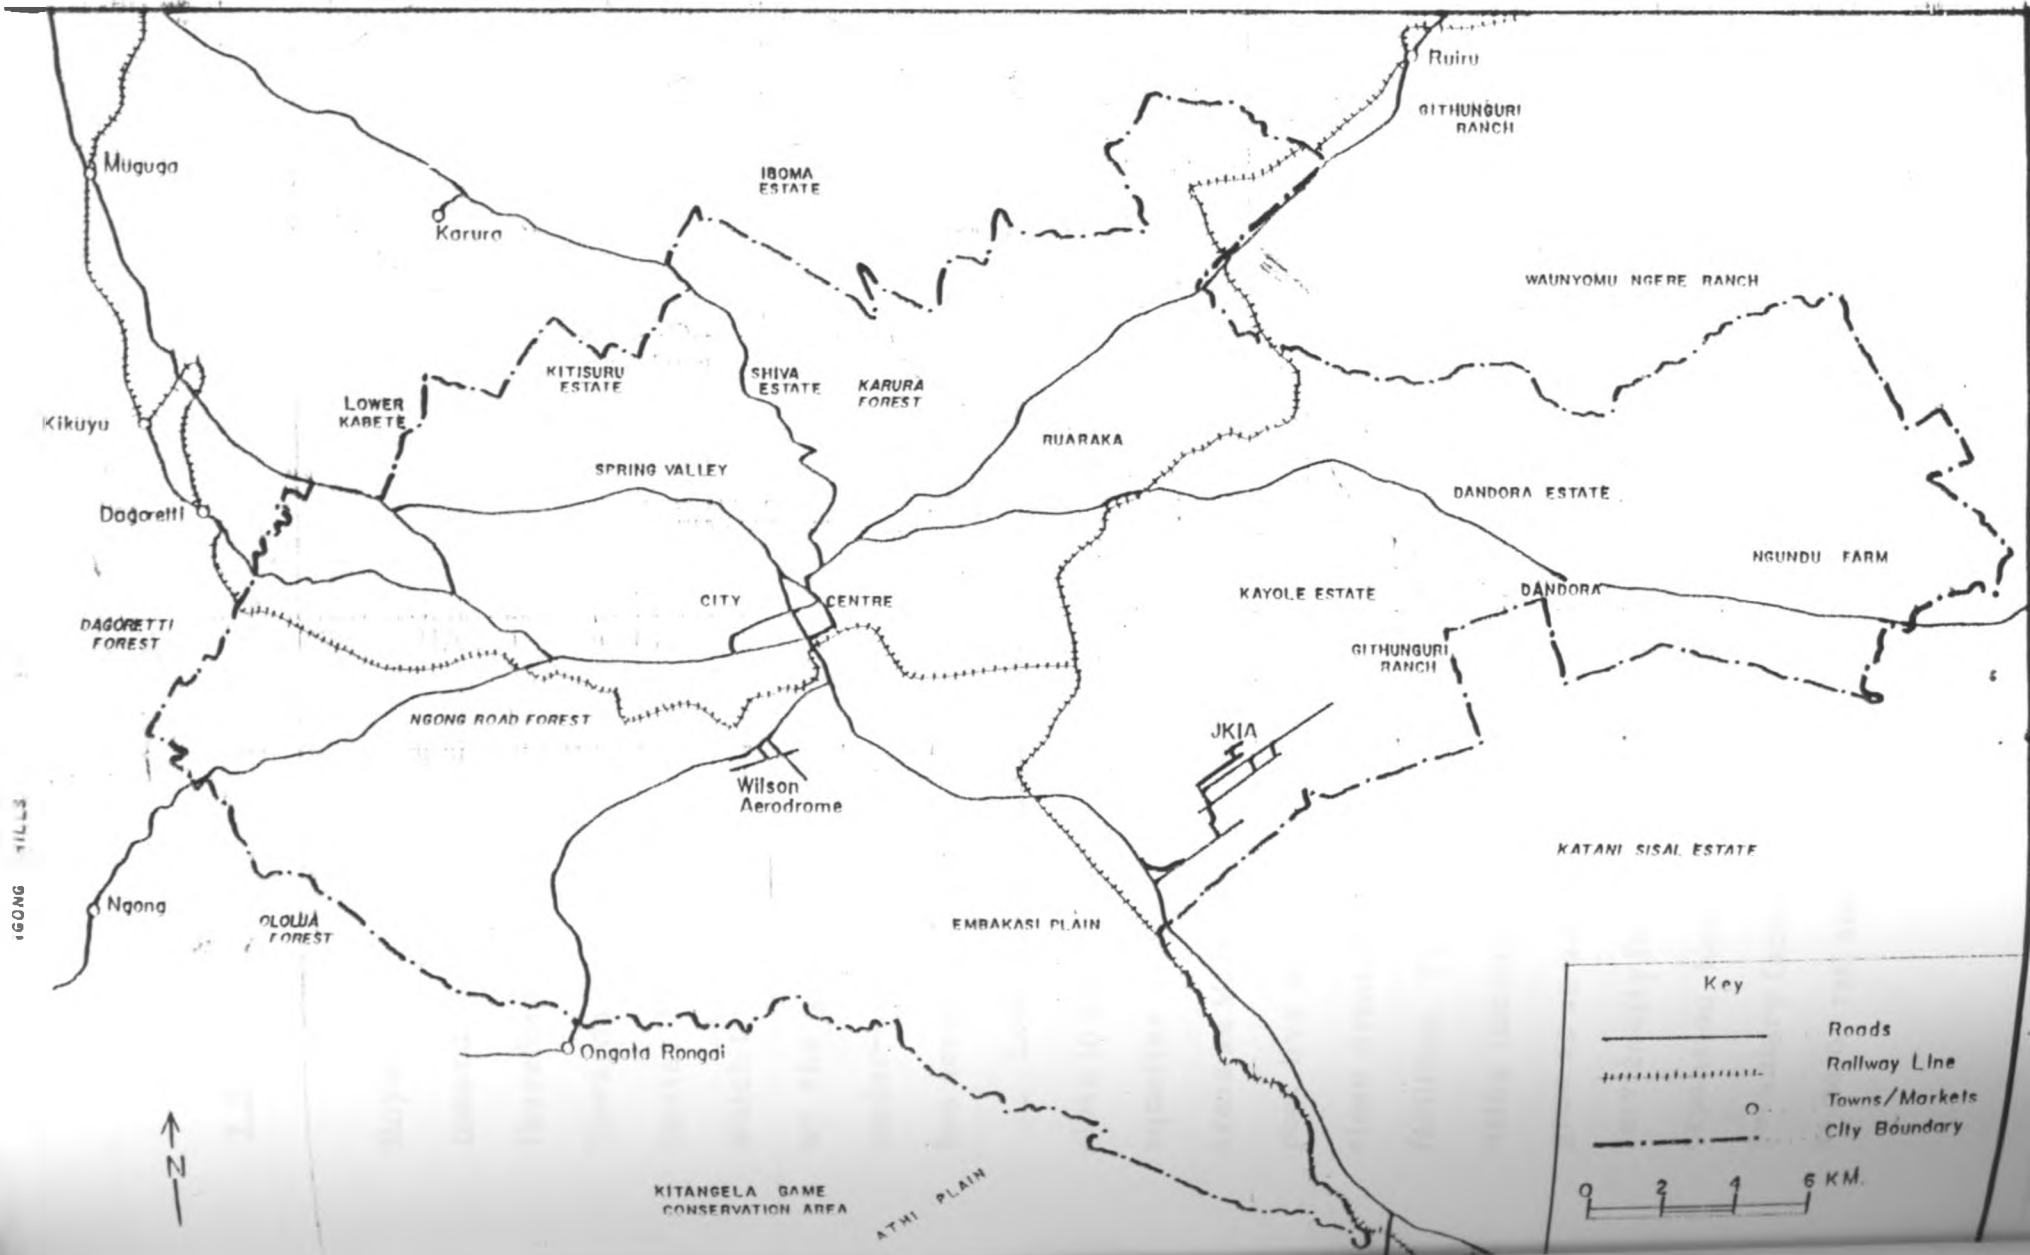 Ruiru
GITHUNGURI
RANCH
Muguga
IBOMA
ESTATE
Karura
WAUNYOMU NGERE RANCH
KITISURU
ESTATE
SHIVA
ESTATE
KARURA
FOREST
LOWER
KABETE
Kikuyu
RUARAKA
SPRING VALLEY
DANDORA ESTATE
Dagoretti
NGUNDU FARM
CITY CENTRE
KAYOLE ESTATE
DANDORA
DAGORETTI
FOREST
GITHUNGURI
RANCH
NGONG ROAD FOREST
JKIA
Wilson
Aerodrome
KATANI SISAL ESTATE
Ngong
OLOLUA
FOREST
EMBAKASI PLAIN
Ongata Rongai
KITANGELA GAME
CONSERVATION AREA
ATHI PLAIN
N
Key
Roads
Railway Line
Towns/Markets
City Boundary
0 2 4 6 KM.